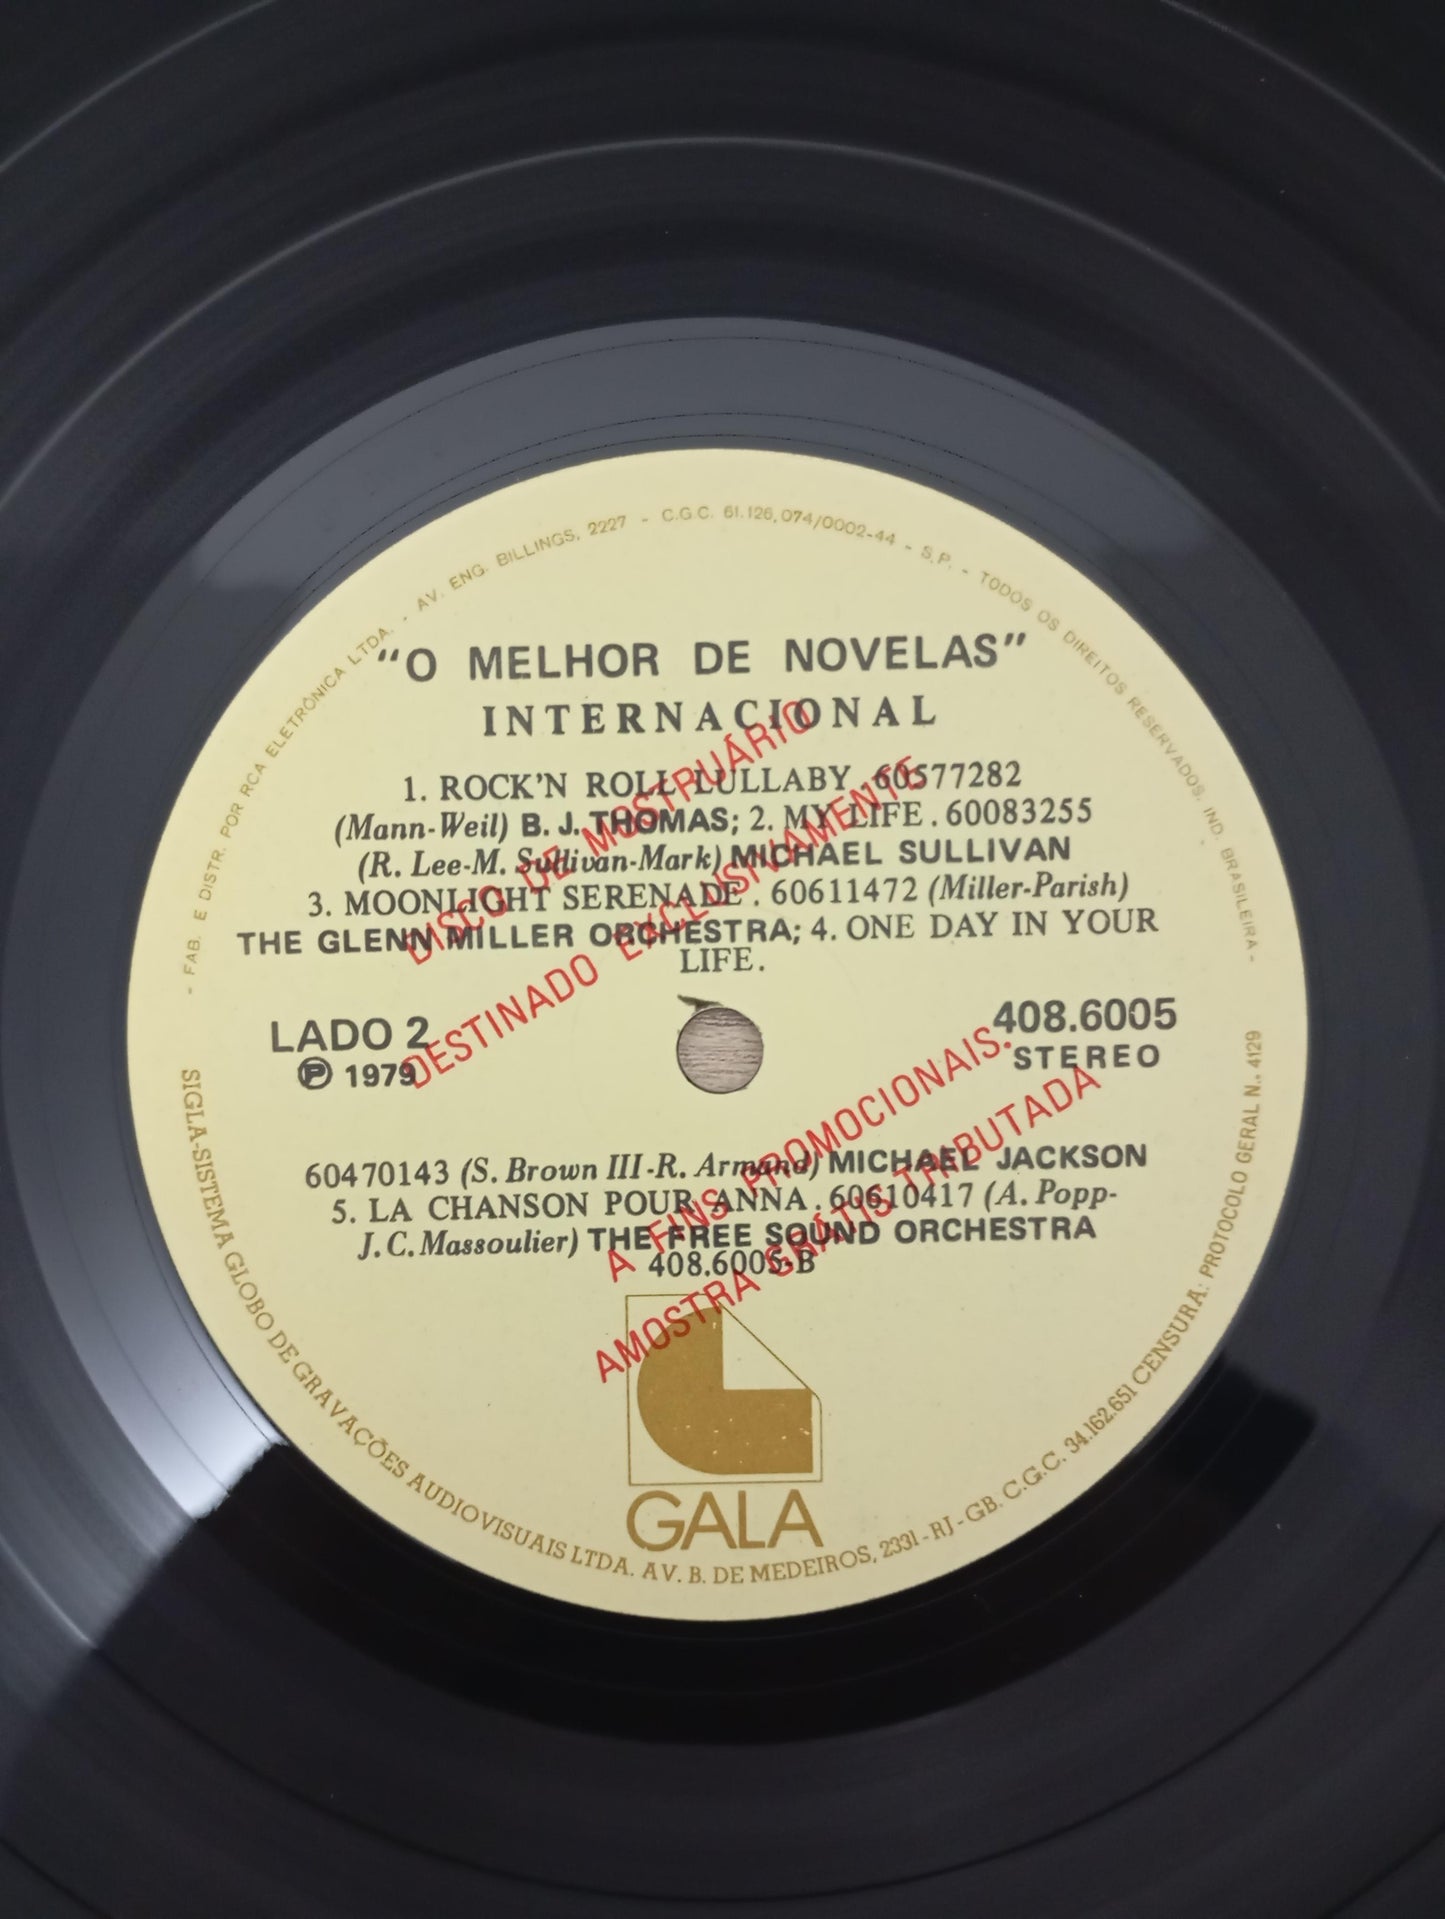 - FAB. E DISTR. POR RCA ELETRÔNICA LTDA. - AV. ENG. BILLINGS, 2227 - C.G.C. 61.126,074/0002-44 - S.P. - TODOS OS DIREITOS RESERVADOS. IND. BRASILEIRA -
"O MELHOR DE NOVELAS"
INTERNACIONAL
1. ROCK'N ROLL LULLABY . 60577282
(Mann-Weil) B. J. THOMAS; 2. MY LIFE . 60083255
(R. Lee-M. Sullivan-Mark) MICHAEL SULLIVAN
3. MOONLIGHT SERENADE . 60611472 (Miller-Parish)
THE GLENN MILLER ORCHESTRA; 4. ONE DAY IN YOUR
LIFE.
LADO 2
Ⓟ 1979
408.6005
STEREO
60470143 (S. Brown III-R. Armand) MICHAEL JACKSON
5. LA CHANSON POUR ANNA . 60610417 (A. Popp-
J. C. Massoulier) THE FREE SOUND ORCHESTRA
408.6005-B
DISCO DE MOSTRUÁRIO
DESTINADO EXCLUSIVAMENTE
A FINS PROMOCIONAIS.
AMOSTRA GRÁTIS TRIBUTADA
GALA
SIGLA-SISTEMA GLOBO DE GRAVAÇÕES AUDIOVISUAIS LTDA. AV. B. DE MEDEIROS, 2331 - RJ - GB. C.G.C. 34.162.651 CENSURA: PROTOCOLO GERAL N.. 4129